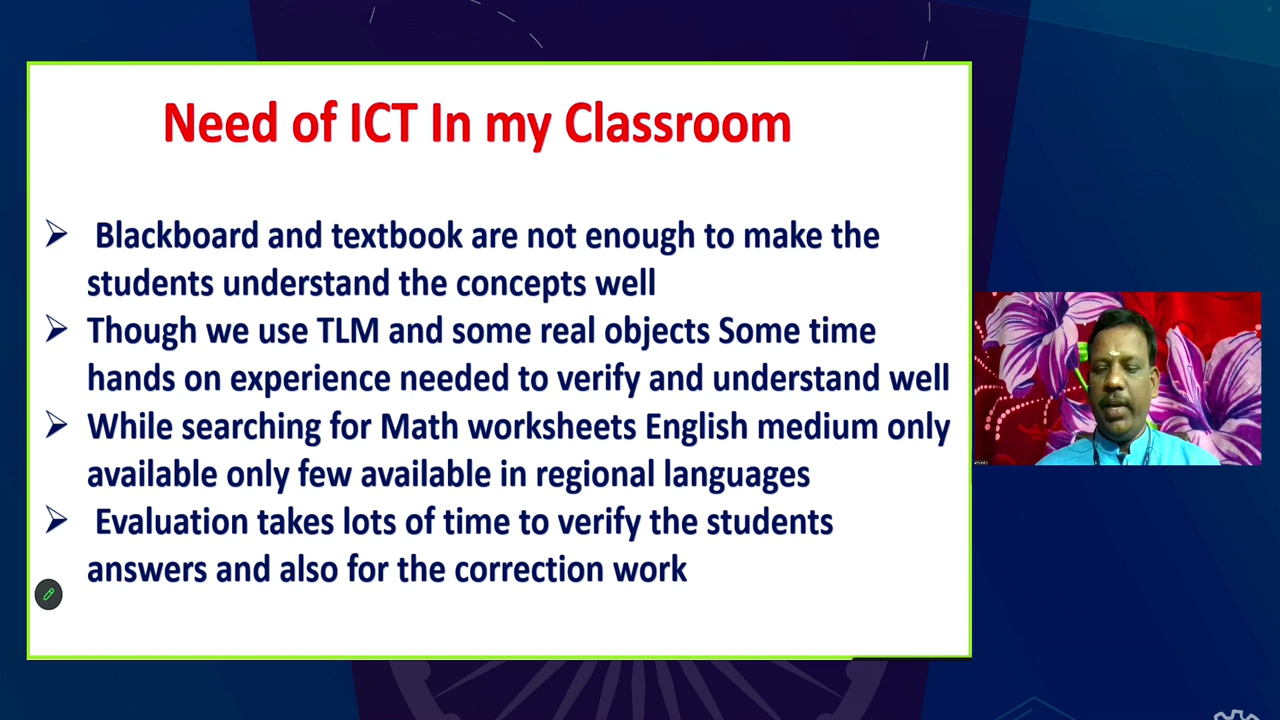 Need of ICT In my Classroom
Blackboard and textbook are not enough to make the
students understand the concepts well
Though we use TLM and some real objects Some time
hands on experience needed to verify and understand well
While searching for Math worksheets English medium only
available only few available in regional languages
Evaluation takes lots of time to verify the students
answers and also for the correction work